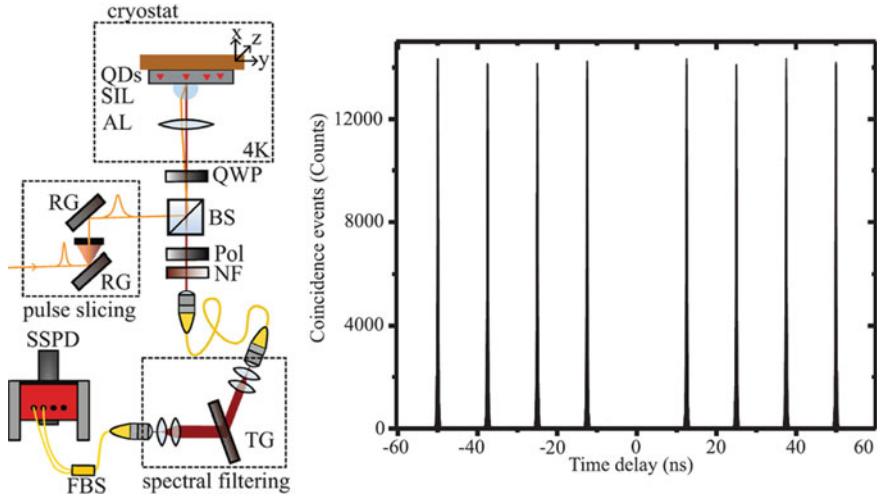 cryostat
x
z
y
QDs
SIL
AL
4K
QWP
RG
BS
Pol
NF
RG
pulse slicing
SSPD
TG
FBS
spectral filtering
Coincidence events (Counts)
12000
8000
4000
0
-60 -40 -20 0 20 40 60
Time delay (ns)